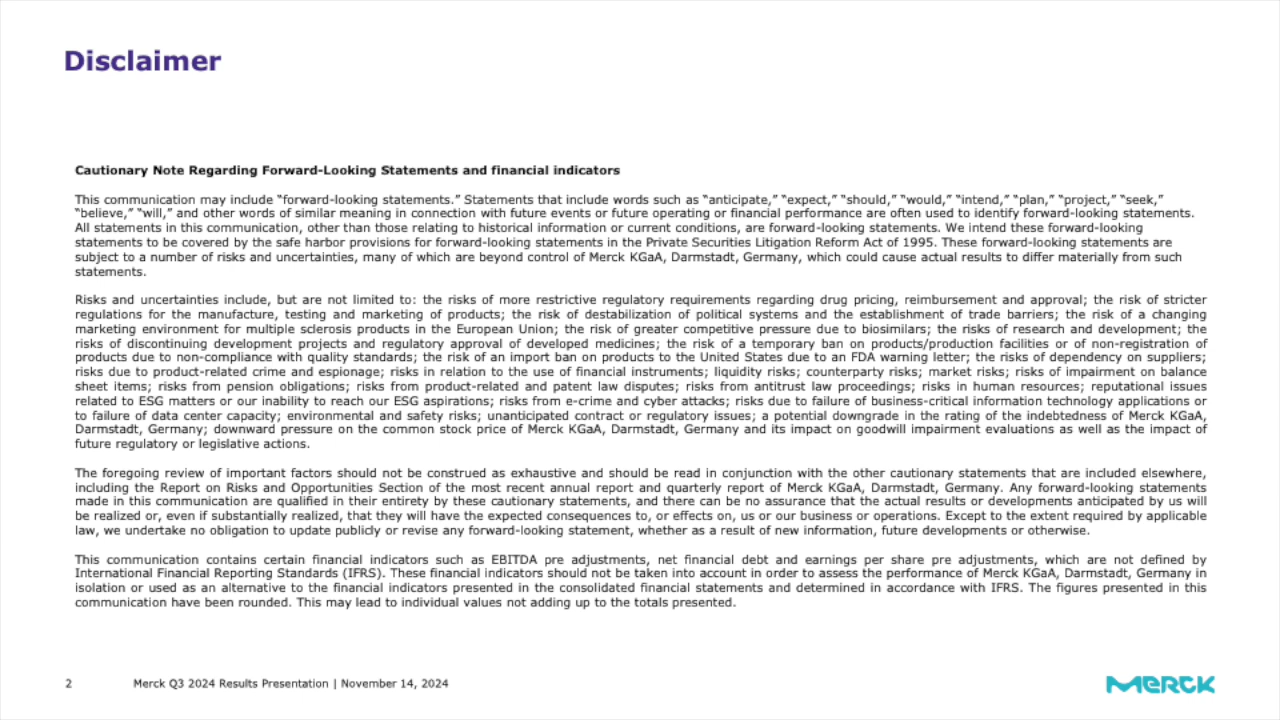 Disclaimer
Cautionary Note Regarding Forward-Looking Statements and financial indicators
This communication may include “forward-looking statements.” Statements that include words such as “anticipate,” “expect,” “should,” “would,” “intend,” “plan,” “project,” “seek,”
“believe,” “will,” and other words of similar meaning in connection with future events or future operating or financial performance are often used to identify forward-looking statements.
All statements in this communication, other than those relating to historical information or current conditions, are forward-looking statements. We intend these forward-looking
statements to be covered by the safe harbor provisions for forward-looking statements in the Private Securities Litigation Reform Act of 1995. These forward-looking statements are
subject to a number of risks and uncertainties, many of which are beyond control of Merck KGaA, Darmstadt, Germany, which could cause actual results to differ materially from such
statements.
Risks and uncertainties include, but are not limited to: the risks of more restrictive regulatory requirements regarding drug pricing, reimbursement and approval; the risk of stricter
regulations for the manufacture, testing and marketing of products; the risk of destabilization of political systems and the establishment of trade barriers; the risk of a changing
marketing environment for multiple sclerosis products in the European Union; the risk of greater competitive pressure due to biosimilars; the risks of research and development; the
risks of discontinuing development projects and regulatory approval of developed medicines; the risk of a temporary ban on products/production facilities or of non-registration of
products due to non-compliance with quality standards; the risk of an import ban on products to the United States due to an FDA warning letter; the risks of dependency on suppliers;
risks due to product-related crime and espionage; risks in relation to the use of financial instruments; liquidity risks; counterparty risks; market risks; risks of impairment on balance
sheet items; risks from pension obligations; risks from product-related and patent law disputes; risks from antitrust law proceedings; risks in human resources; reputational issues
related to ESG matters or our inability to reach our ESG aspirations; risks from e-crime and cyber attacks; risks due to failure of business-critical information technology applications or
to failure of data center capacity; environmental and safety risks; unanticipated contract or regulatory issues; a potential downgrade in the rating of the indebtedness of Merck KGaA,
Darmstadt, Germany; downward pressure on the common stock price of Merck KGaA, Darmstadt, Germany and its impact on goodwill impairment evaluations as well as the impact of
future regulatory or legislative actions.
The foregoing review of important factors should not be construed as exhaustive and should be read in conjunction with the other cautionary statements that are included elsewhere,
including the Report on Risks and Opportunities Section of the most recent annual report and quarterly report of Merck KGaA, Darmstadt, Germany. Any forward-looking statements
made in this communication are qualified in their entirety by these cautionary statements, and there can be no assurance that the actual results or developments anticipated by us will
be realized or, even if substantially realized, that they will have the expected consequences to, or effects on, us or our business or operations. Except to the extent required by applicable
law, we undertake no obligation to update publicly or revise any forward-looking statement, whether as a result of new information, future developments or otherwise.
This communication contains certain financial indicators such as EBITDA pre adjustments, net financial debt and earnings per share pre adjustments, which are not defined by
International Financial Reporting Standards (IFRS). These financial indicators should not be taken into account in order to assess the performance of Merck KGaA, Darmstadt, Germany in
isolation or used as an alternative to the financial indicators presented in the consolidated financial statements and determined in accordance with IFRS. The figures presented in this
communication have been rounded. This may lead to individual values not adding up to the totals presented.
2 Merck Q3 2024 Results Presentation | November 14, 2024
MERCK